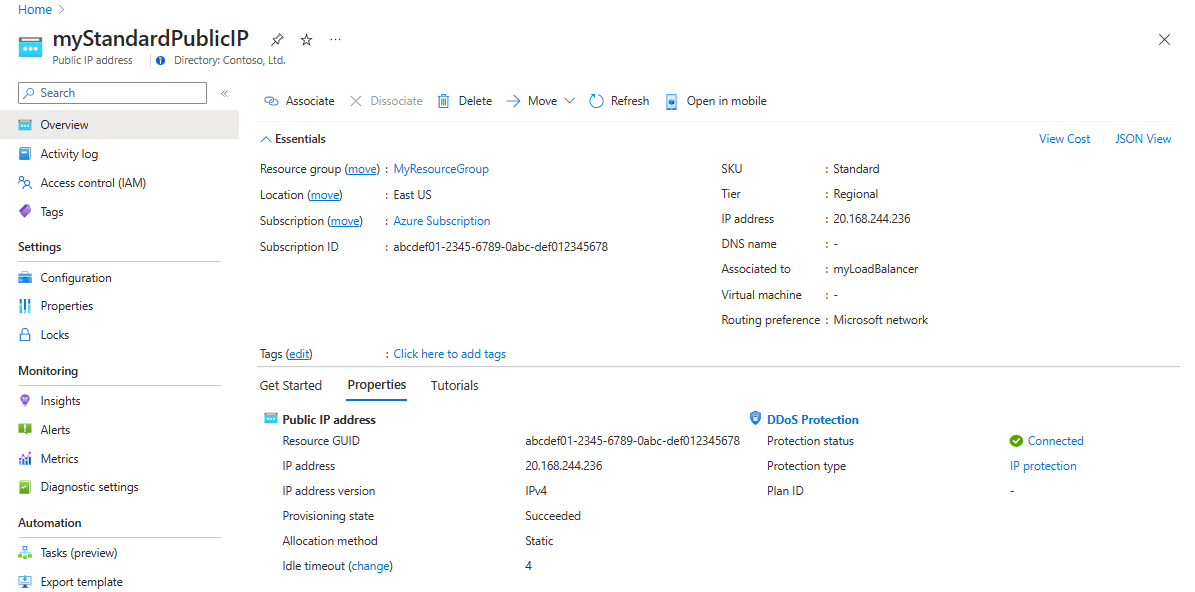 Home
myStandardPublicIP
Public IP address
Directory: Contoso, Ltd.
Search
Overview
Activity log
Access control (IAM)
Tags
Settings
Configuration
Properties
Locks
Monitoring
Insights
Alerts
Metrics
Diagnostic settings
Automation
Tasks (preview)
Export template
Associate Dissociate Delete Move Refresh Open in mobile
Essentials
View Cost JSON View
Resource group (move) : MyResourceGroup
Location (move) : East US
Subscription (move) : Azure Subscription
Subscription ID : abcdef01-2345-6789-0abc-def012345678
SKU : Standard
Tier : Regional
IP address : 20.168.244.236
DNS name : -
Associated to : myLoadBalancer
Virtual machine : -
Routing preference : Microsoft network
Tags (edit) : Click here to add tags
Get Started Properties Tutorials
Public IP address
Resource GUID abcdef01-2345-6789-0abc-def012345678
IP address 20.168.244.236
IP address version IPv4
Provisioning state Succeeded
Allocation method Static
Idle timeout (change) 4
DDoS Protection
Protection status Connected
Protection type IP protection
Plan ID -